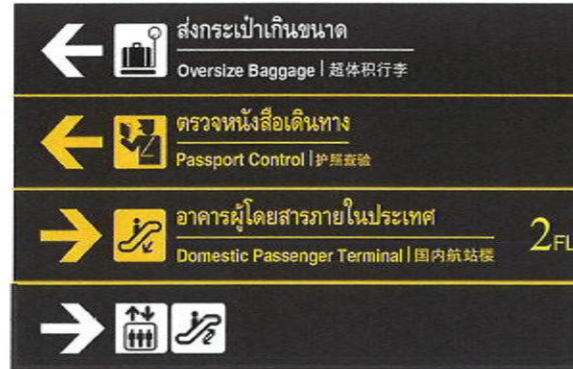 ส่งกระเป๋าเกินขนาด
Oversize Baggage | 超体积行李
ตรวจหนังสือเดินทาง
Passport Control | 护照查验
อาคารผู้โดยสารภายในประเทศ
Domestic Passenger Terminal | 国内航站楼
2FL